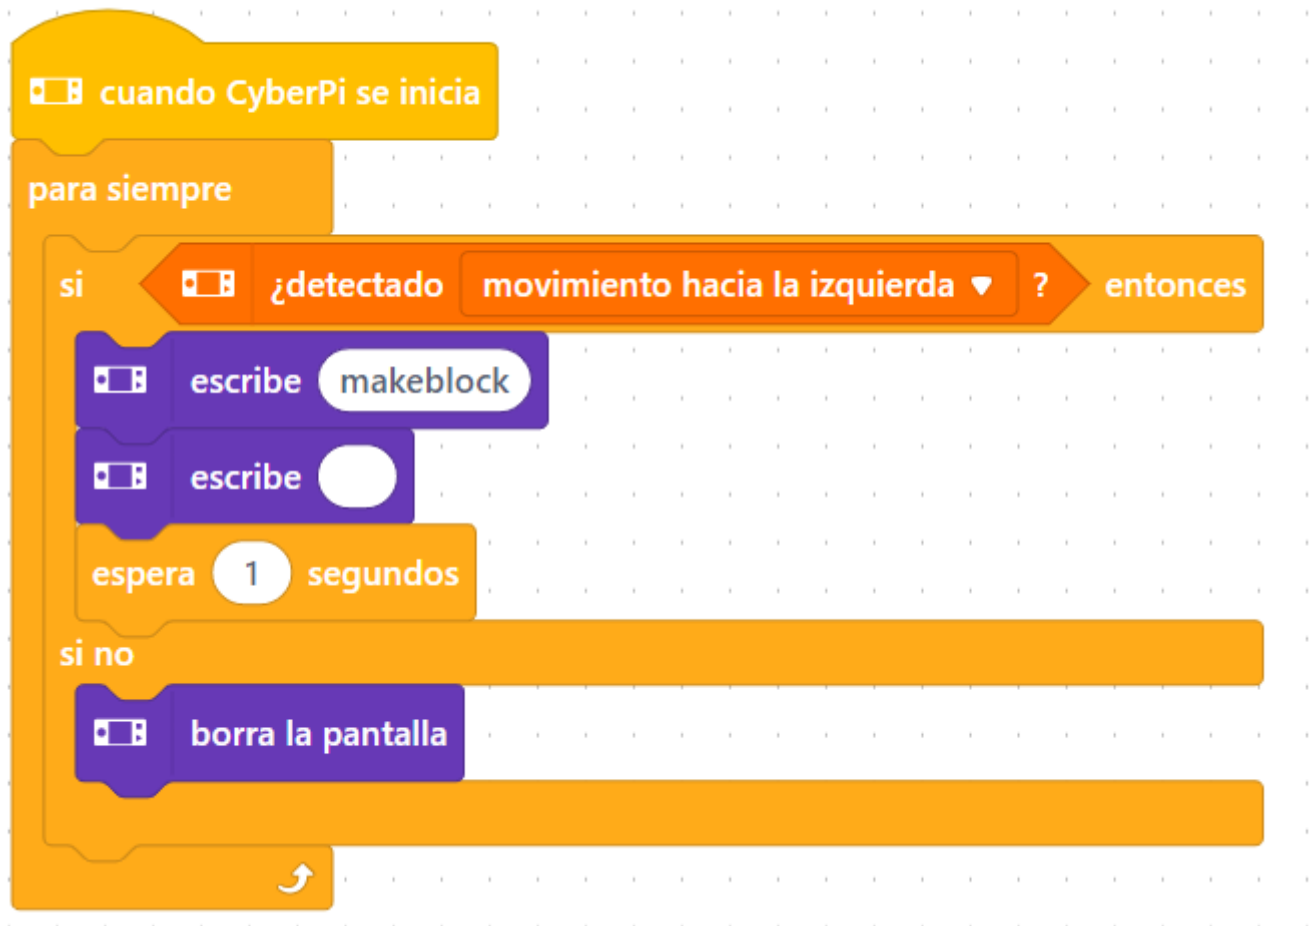 cuando CyberPi se inicia
para siempre
si ¿detectado movimiento hacia la izquierda ? entonces
escribe makeblock
escribe
espera 1 segundos
si no
borra la pantalla